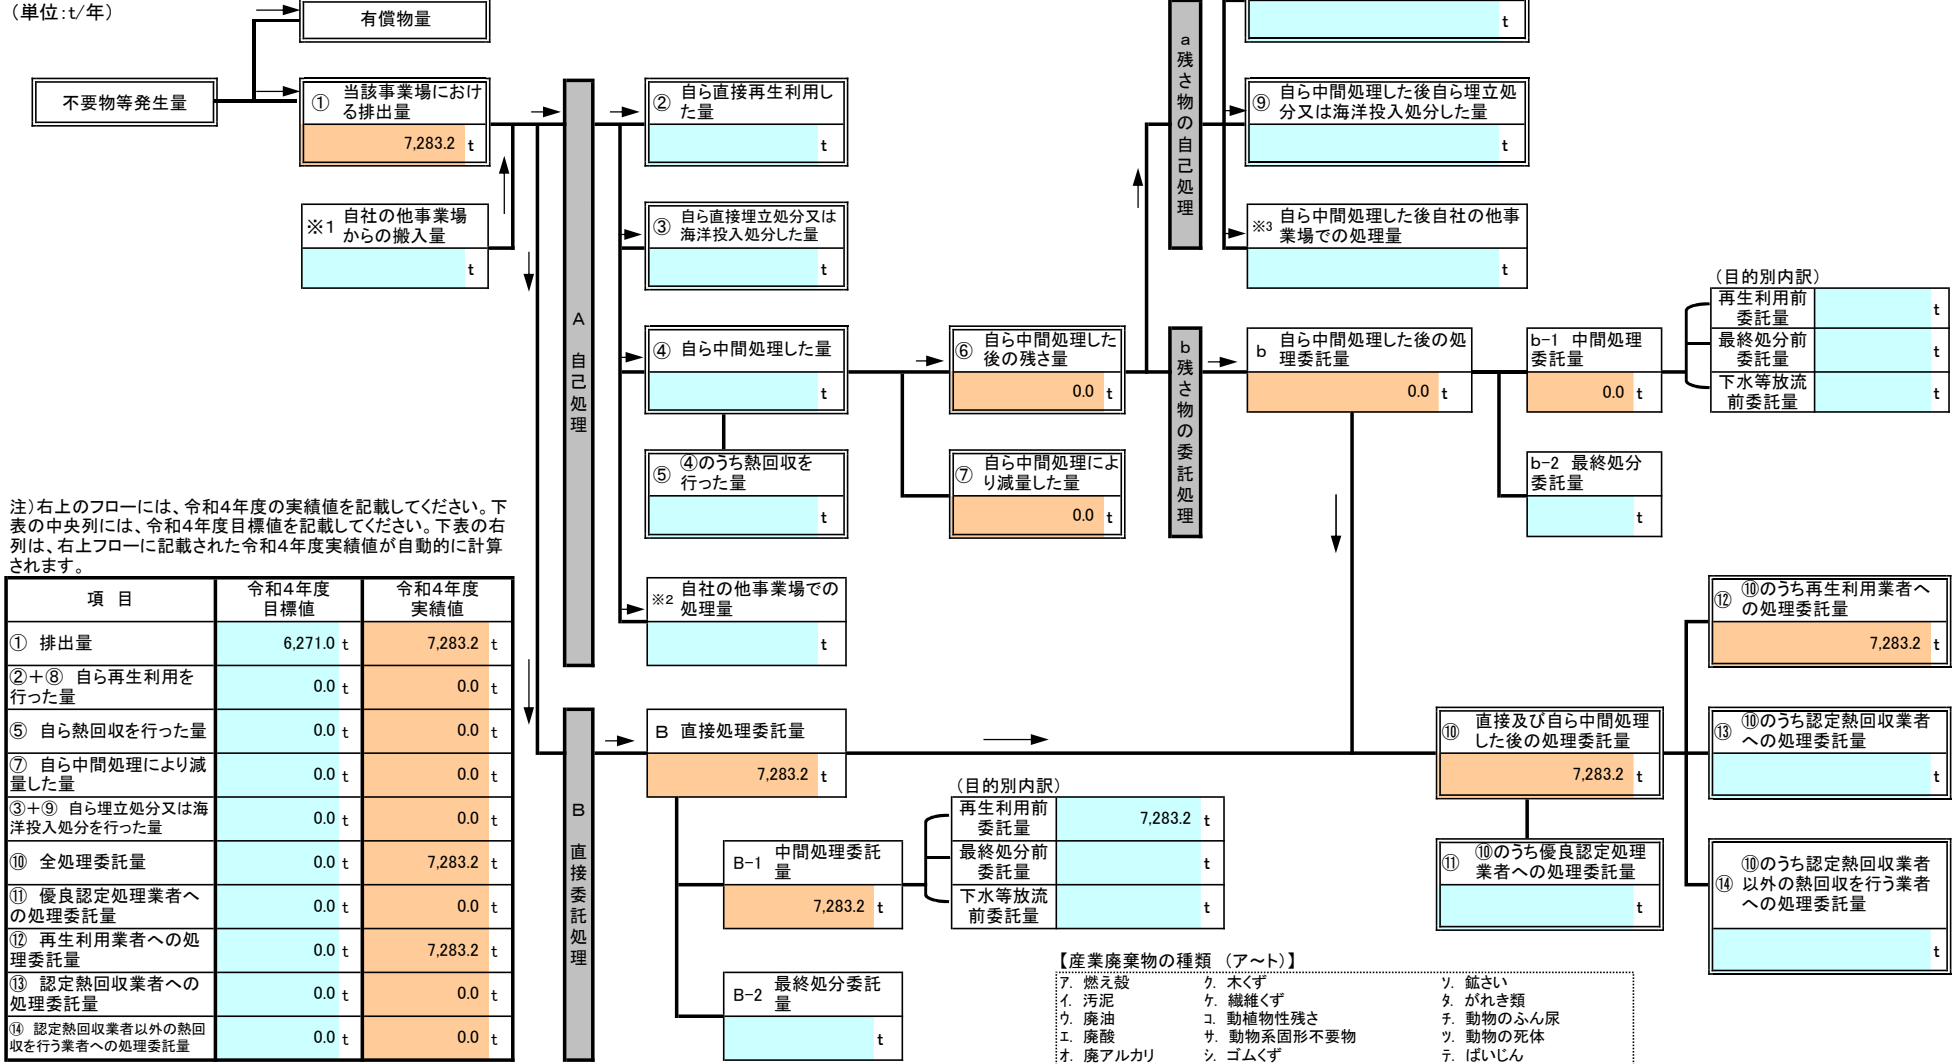 （単位：t/年）
有償物量
不要物等発生量
① 当該事業場におけ
る排出量
7,283.2 t
※1 自社の他事業場
からの搬入量
t
A 自己処理
② 自ら直接再生利用し
た量
t
③ 自ら直接埋立処分又は
海洋投入処分した量
t
④ 自ら中間処理した量
t
⑤ ④のうち熱回収を
行った量
t
※2 自社の他事業場での
処理量
t
⑥ 自ら中間処理した
後の残さ量
0.0 t
⑦ 自ら中間処理によ
り減量した量
0.0 t
a 残さ物の自己処理
t
⑨ 自ら中間処理した後自ら埋立処
分又は海洋投入処分した量
t
※3 自ら中間処理した後自社の他事
業場での処理量
t
b 残さ物の委託処理
b 自ら中間処理した後の処
理委託量
0.0 t
b-1 中間処理
委託量
0.0 t
b-2 最終処分
委託量
t
（目的別内訳）
再生利用前
委託量
t
最終処分前
委託量
t
下水等放流
前委託量
t
注）右上のフローには、令和4年度の実績値を記載してください。下
表の中央列には、令和4年度目標値を記載してください。下表の右
列は、右上フローに記載された令和4年度実績値が自動的に計算
されます。
項 目
令和4年度
目標値
令和4年度
実績値
① 排出量
6,271.0 t
7,283.2 t
②＋⑧ 自ら再生利用を
行った量
0.0 t
0.0 t
⑤ 自ら熱回収を行った量
0.0 t
0.0 t
⑦ 自ら中間処理により減
量した量
0.0 t
0.0 t
③＋⑨ 自ら埋立処分又は海
洋投入処分を行った量
0.0 t
0.0 t
⑩ 全処理委託量
0.0 t
7,283.2 t
⑪ 優良認定処理業者へ
の処理委託量
0.0 t
0.0 t
⑫ 再生利用業者への処
理委託量
0.0 t
7,283.2 t
⑬ 認定熱回収業者への
処理委託量
0.0 t
0.0 t
⑭ 認定熱回収業者以外の熱回
収を行う業者への処理委託量
0.0 t
0.0 t
B 直接委託処理
B 直接処理委託量
7,283.2 t
B-1 中間処理委託
量
7,283.2 t
B-2 最終処分委託
量
t
（目的別内訳）
再生利用前
委託量
7,283.2 t
最終処分前
委託量
t
下水等放流
前委託量
t
⑩ 直接及び自ら中間処理
した後の処理委託量
7,283.2 t
⑪ ⑩のうち優良認定処理
業者への処理委託量
t
⑫ ⑩のうち再生利用業者へ
の処理委託量
7,283.2 t
⑬ ⑩のうち認定熱回収業者
への処理委託量
t
⑭ ⑩のうち認定熱回収業者
以外の熱回収を行う業者
への処理委託量
t
【産業廃棄物の種類 （ア～ト）】
ア. 燃え殻 ク. 木くず ソ. 鉱さい
イ. 汚泥 ケ. 繊維くず タ. がれき類
ウ. 廃油 コ. 動植物性残さ チ. 動物のふん尿
エ. 廃酸 サ. 動物系固形不要物 ツ. 動物の死体
オ. 廃アルカリ シ. ゴムくず テ. ばいじん